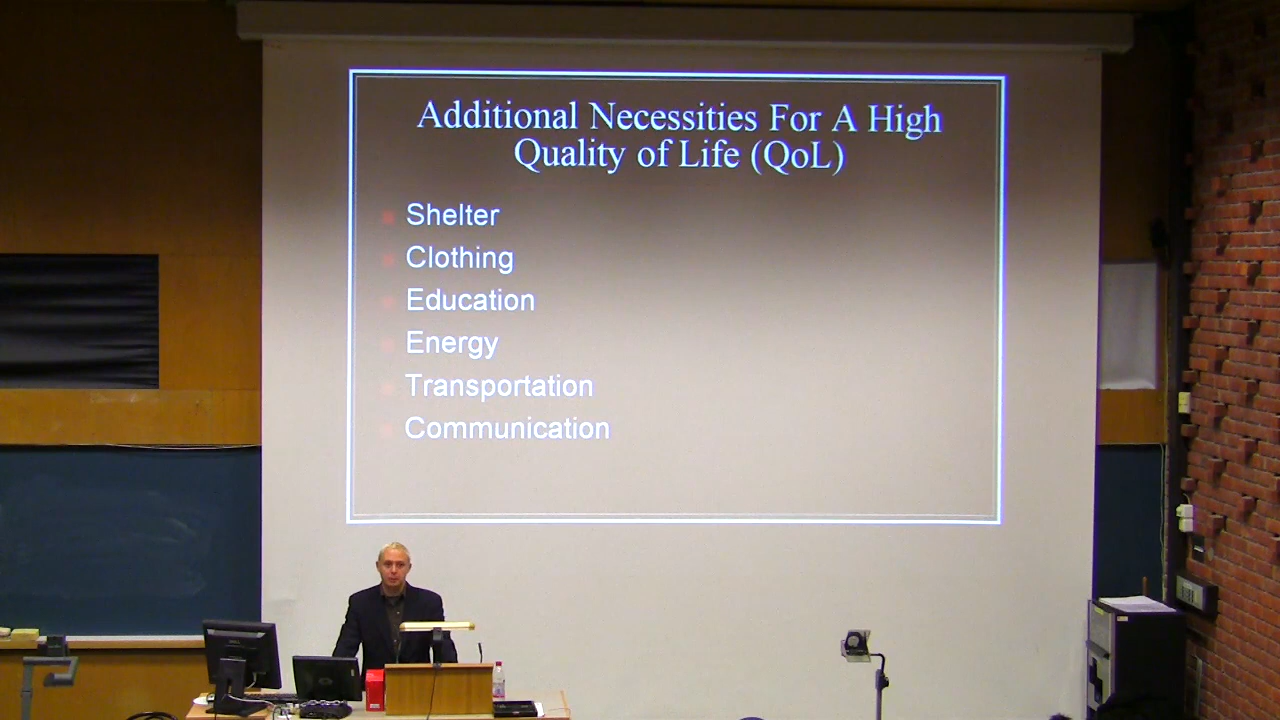 Additional Necessities For A High
Quality of Life (QoL)
Shelter
Clothing
Education
Energy
Transportation
Communication